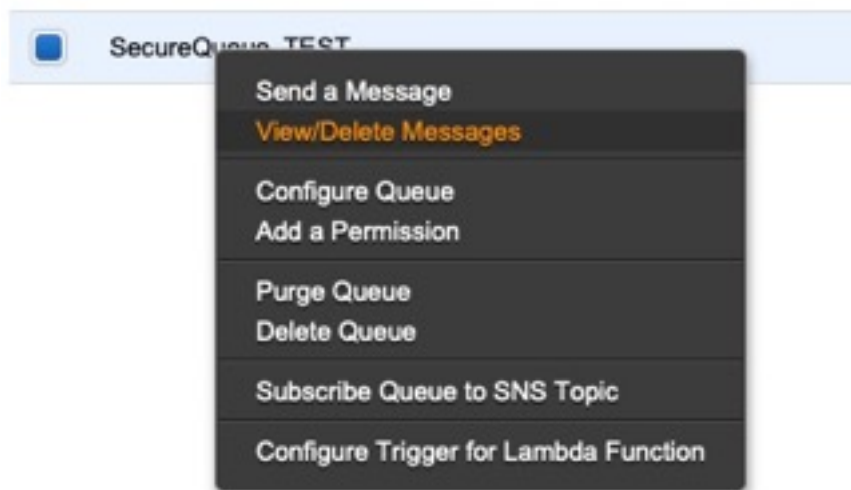 SecureQueue_TEST
Send a Message
View/Delete Messages
Configure Queue
Add a Permission
Purge Queue
Delete Queue
Subscribe Queue to SNS Topic
Configure Trigger for Lambda Function